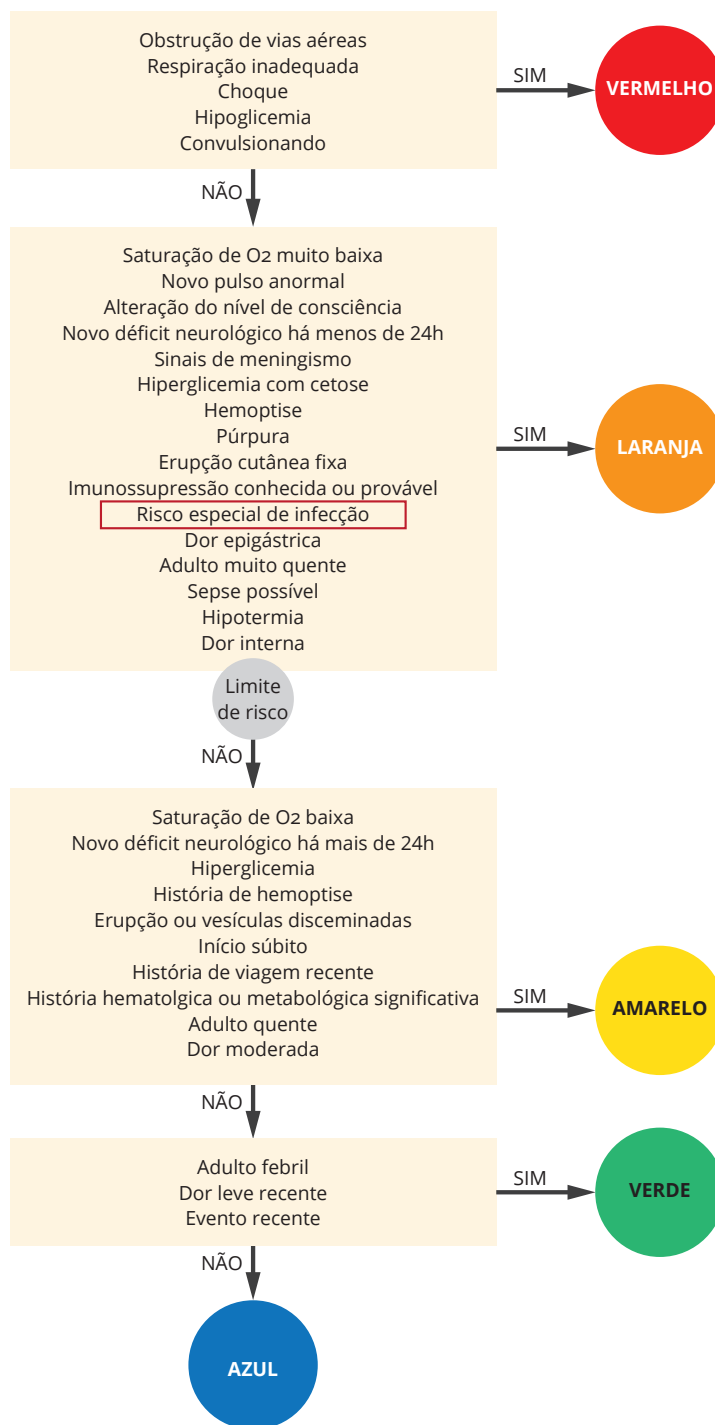 Obstrução de vias aéreas
Respiração inadequada
Choque
Hipoglicemia
Convulsionando
SIM
VERMELHO
NÃO
Saturação de O2 muito baixa
Novo pulso anormal
Alteração do nível de consciência
Novo déficit neurológico há menos de 24h
Sinais de meningismo
Hiperglicemia com cetose
Hemoptise
Púrpura
Erupção cutânea fixa
Imunossupressão conhecida ou provável
Risco especial de infecção
Dor epigástrica
Adulto muito quente
Sepse possível
Hipotermia
Dor interna
SIM
LARANJA
Limite
de risco
NÃO
Saturação de O2 baixa
Novo déficit neurológico há mais de 24h
Hiperglicemia
História de hemoptise
Erupção ou vesículas disceminadas
Início súbito
História de viagem recente
História hematolgica ou metabológica significativa
Adulto quente
Dor moderada
SIM
AMARELO
NÃO
Adulto febril
Dor leve recente
Evento recente
SIM
VERDE
NÃO
AZUL